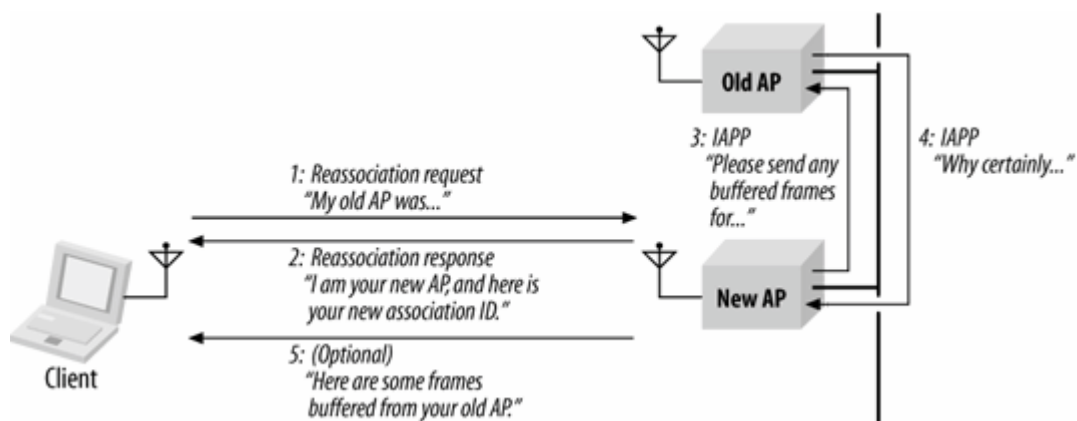 Old AP
3: IAPP
"Please send any
buffered frames
for..."
4: IAPP
"Why certainly..."
1: Reassociation request
"My old AP was..."
2: Reassociation response
"I am your new AP, and here is
your new association ID."
New AP
5: (Optional)
"Here are some frames
buffered from your old AP."
Client